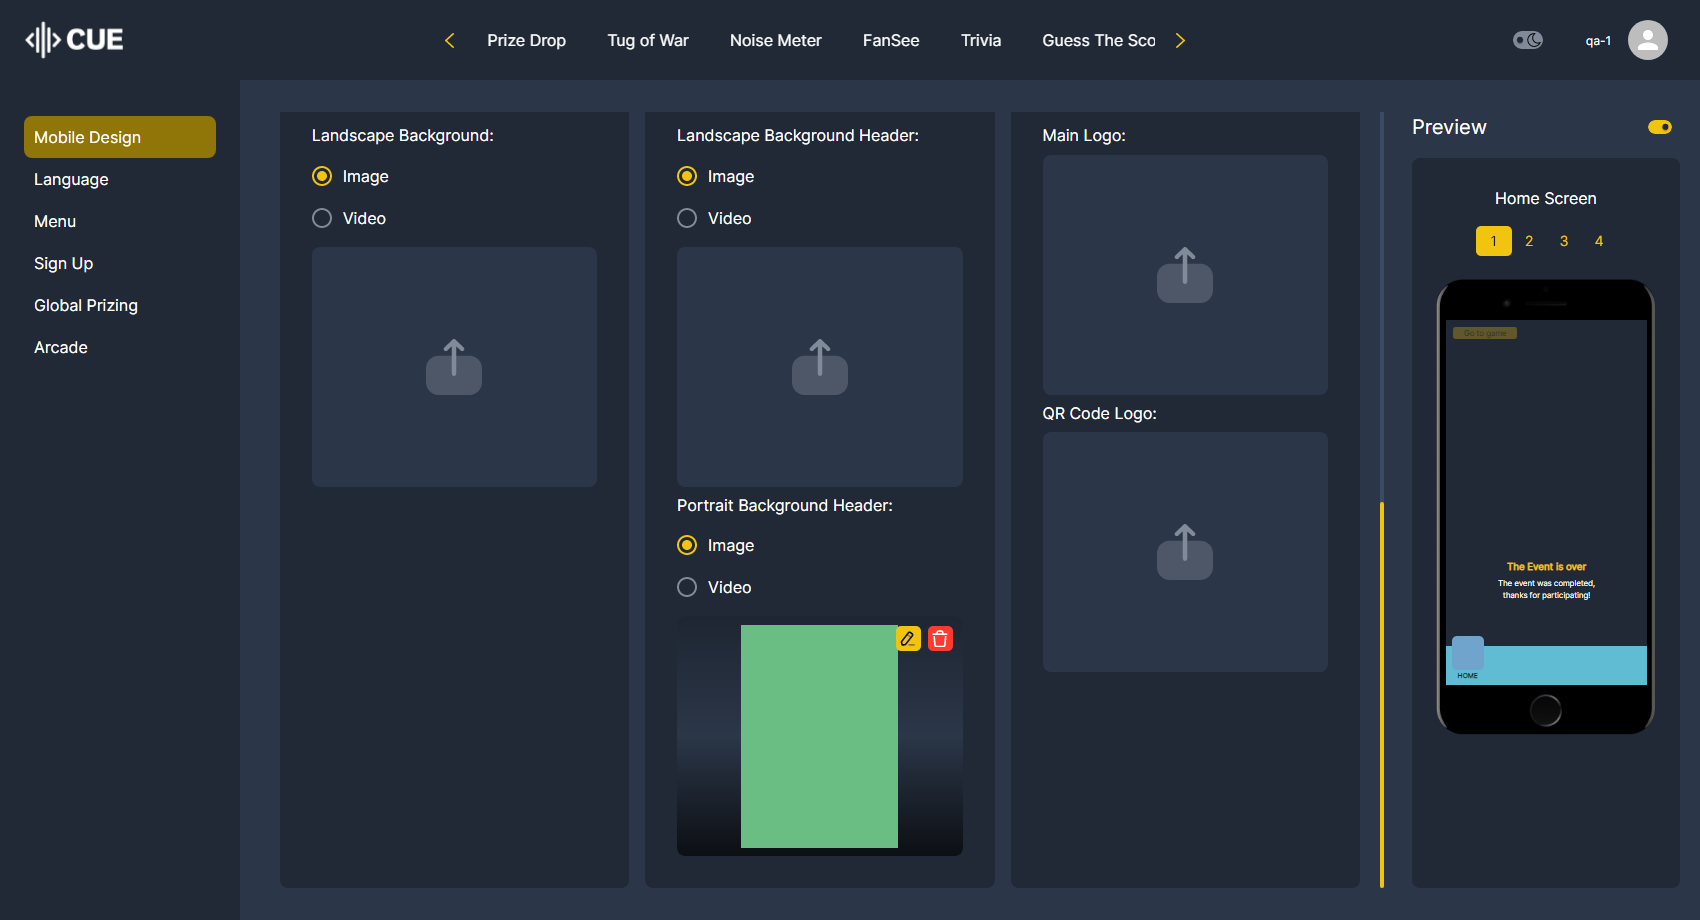 CUE
Prize Drop
Tug of War
Noise Meter
FanSee
Trivia
Guess The Sco
qa-1
Mobile Design
Language
Menu
Sign Up
Global Prizing
Arcade
Landscape Background:
Image
Video
Landscape Background Header:
Image
Video
Portrait Background Header:
Image
Video
Main Logo:
QR Code Logo:
Preview
Home Screen
1 2 3 4
Go to game
The Event is over
The event was completed,
thanks for participating!
HOME